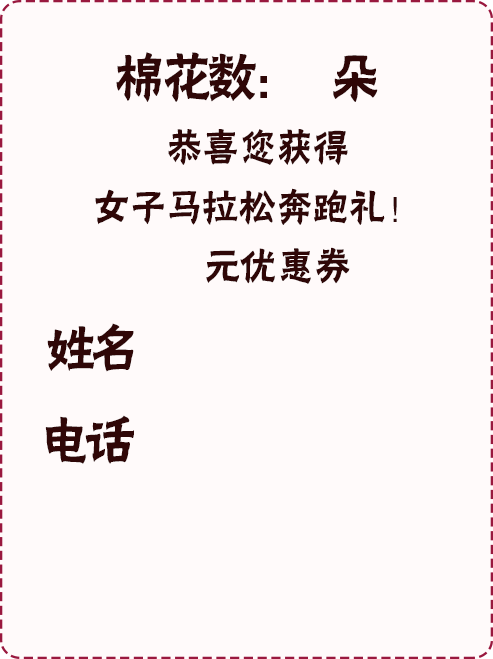 棉花数： 朵
恭喜您获得
女子马拉松奔跑礼！
元优惠券
姓名
电话